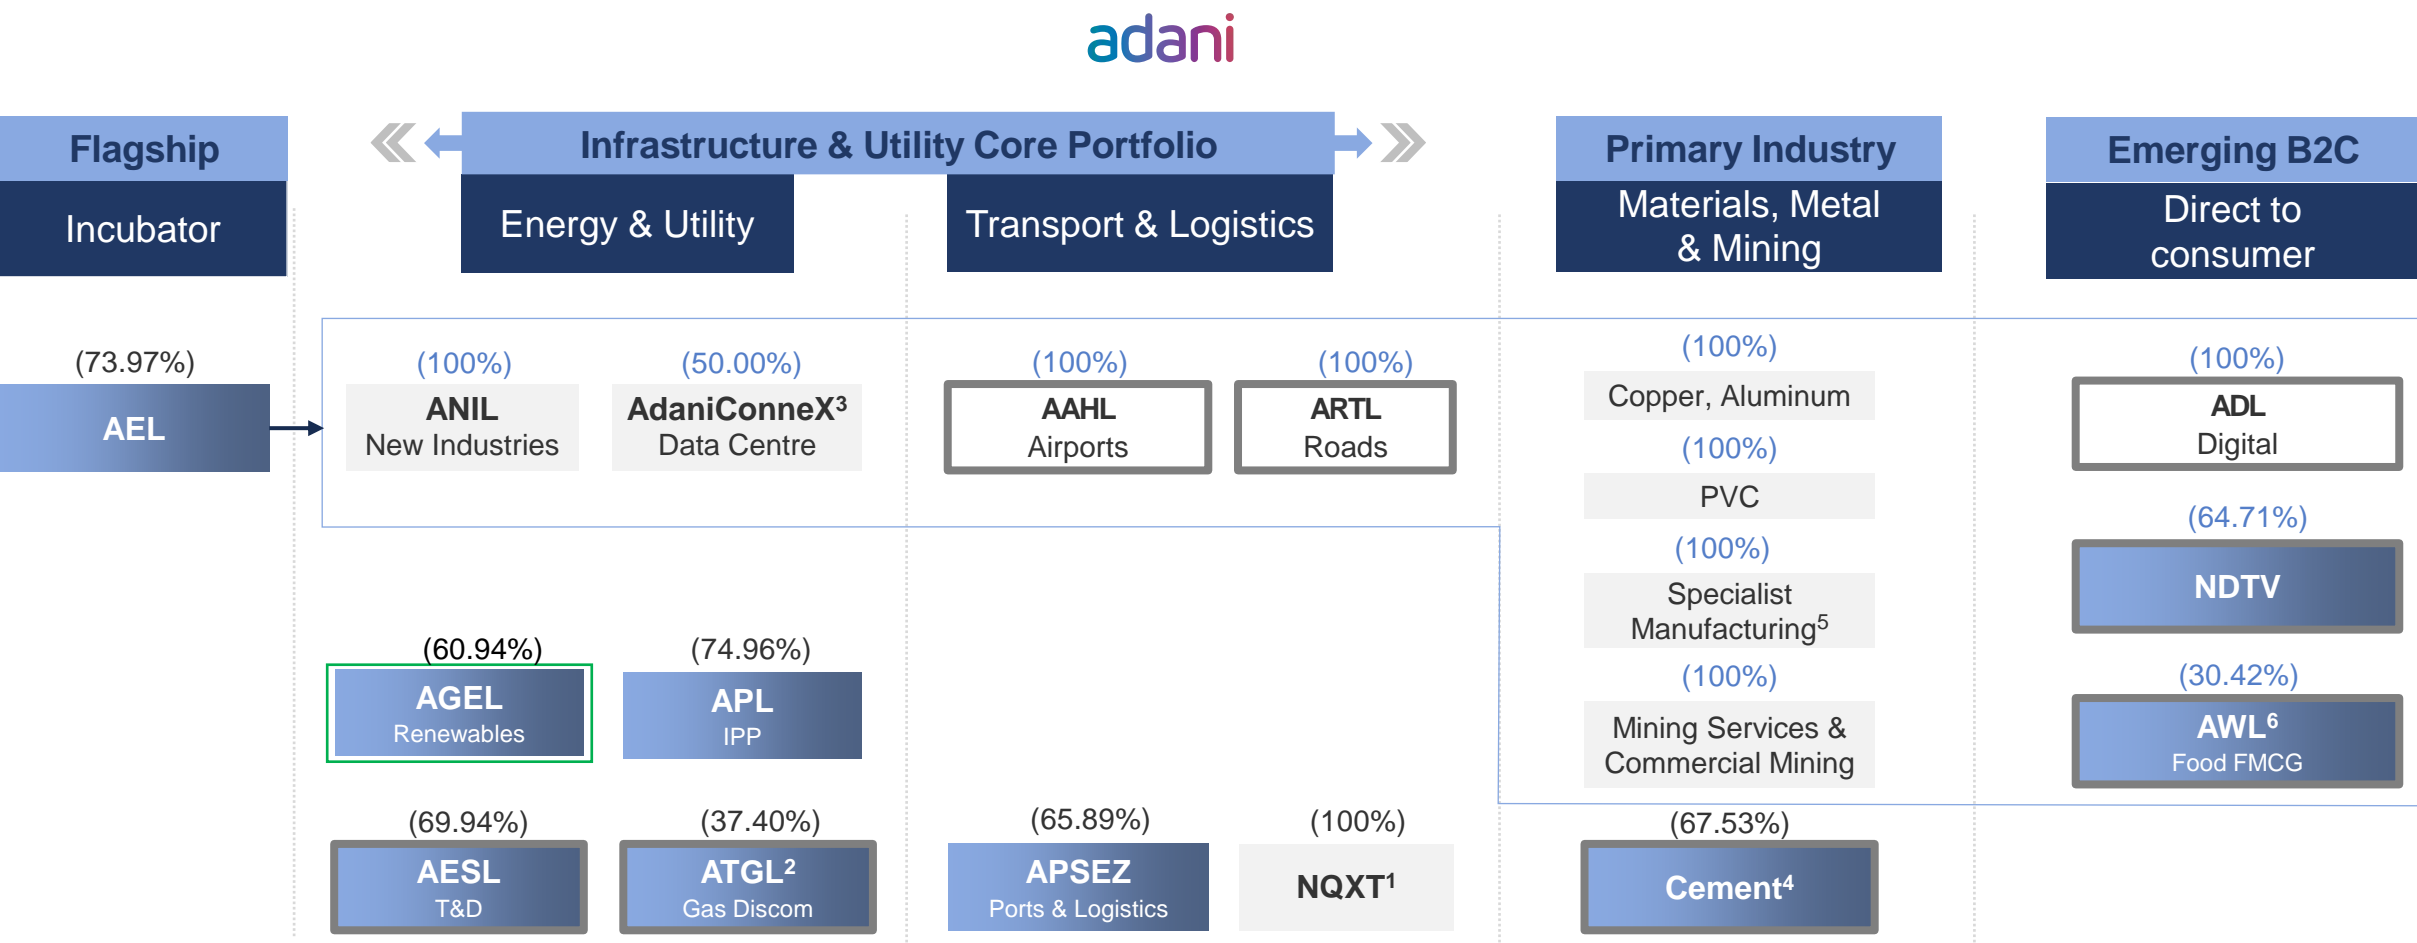 adani
Flagship
Incubator
Infrastructure & Utility Core Portfolio
Energy & Utility
Transport & Logistics
Primary Industry
Materials, Metal
& Mining
Emerging B2C
Direct to
consumer
(73.97%)
AEL
(100%)
ANIL
New Industries
(50.00%)
AdaniConneX³
Data Centre
(100%)
AAHL
Airports
(100%)
ARTL
Roads
(100%)
Copper, Aluminum
(100%)
PVC
(100%)
Specialist
Manufacturing⁵
(100%)
Mining Services &
Commercial Mining
(100%)
ADL
Digital
(64.71%)
NDTV
(30.42%)
AWL⁶
Food FMCG
(60.94%)
AGEL
Renewables
(74.96%)
APL
IPP
(69.94%)
AESL
T&D
(37.40%)
ATGL²
Gas Discom
(65.89%)
APSEZ
Ports & Logistics
(100%)
NQXT¹
(67.53%)
Cement⁴